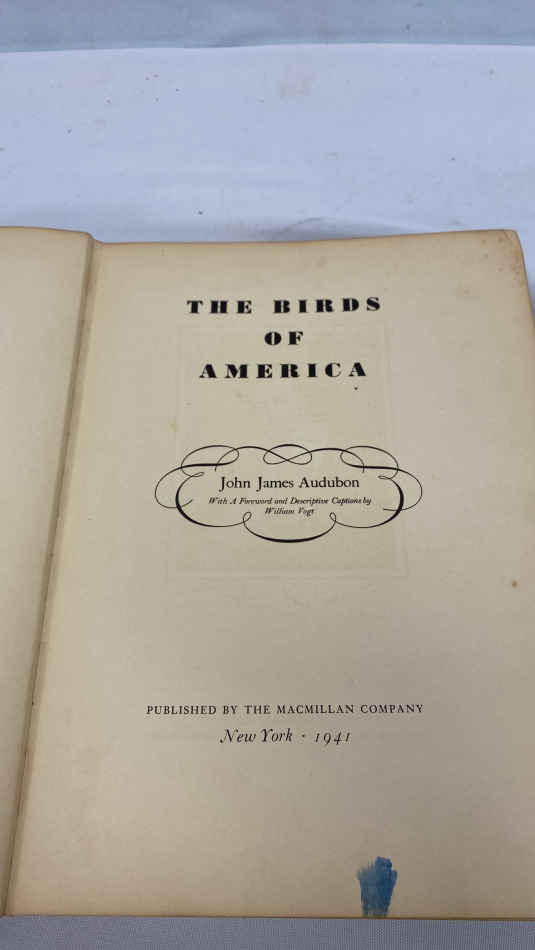 THE BIRDS
OF
AMERICA
John James Audubon
With A Foreword and Descriptive Captions by
William Vogt
PUBLISHED BY THE MACMILLAN COMPANY
New York · 1941